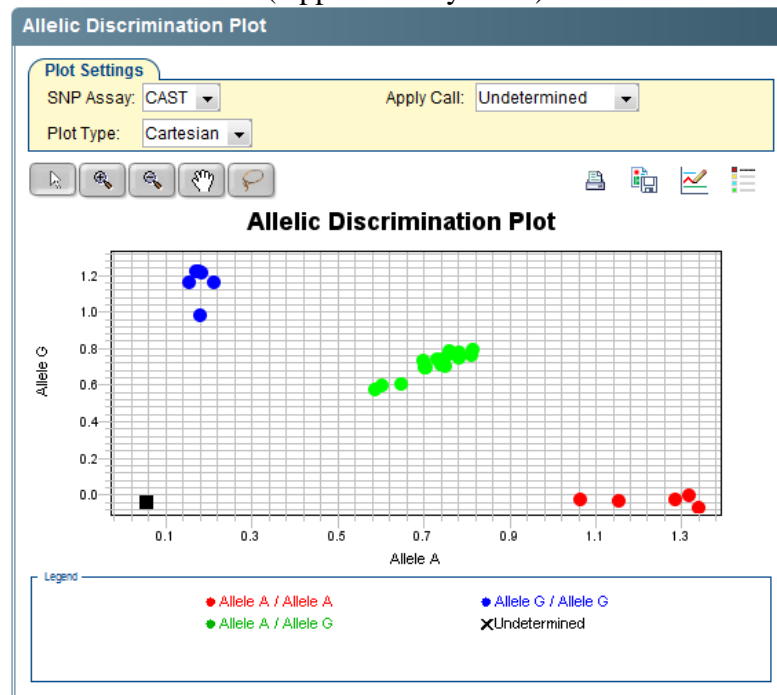 Allelic Discrimination Plot
Plot Settings
SNP Assay: CAST Apply Call: Undetermined
Plot Type: Cartesian
Allelic Discrimination Plot
1.2
1.0
0.8
0.6
0.4
0.2
0.0
Allele G
0.1 0.3 0.5 0.7 0.9 1.1 1.3
Allele A
Legend
Allele A / Allele A Allele G / Allele G
Allele A / Allele G Undetermined